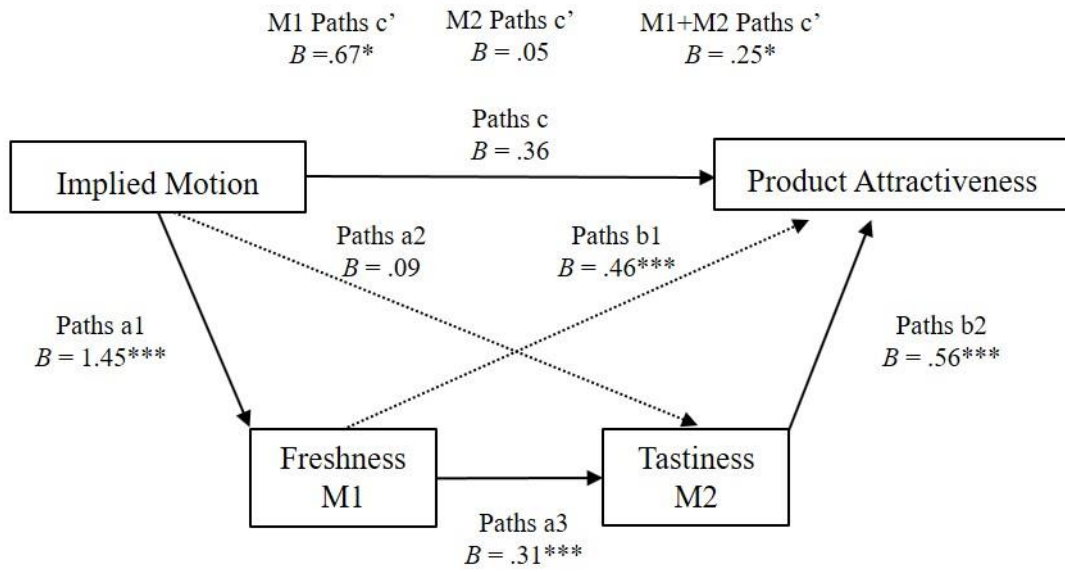 M1 Paths c’ M2 Paths c’ M1+M2 Paths c’
B =.67* B = .05 B = .25*
Paths c
B = .36
Implied Motion Product Attractiveness
Paths a2 Paths b1
B = .09 B = .46***
Paths a1 Paths b2
B = 1.45*** B = .56***
Freshness Tastiness
M1 M2
Paths a3
B = .31***